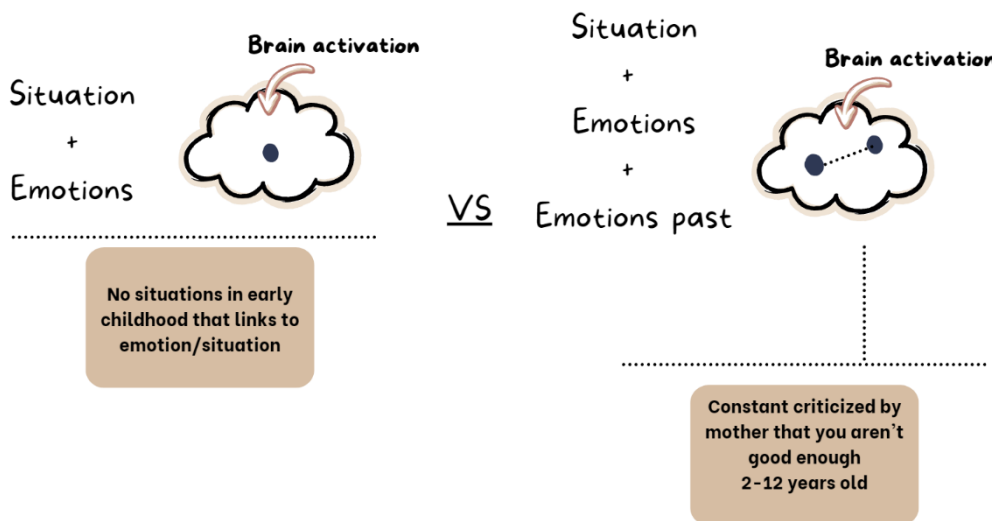 Brain activation
Situation
+
Emotions
No situations in early
childhood that links to
emotion/situation
VS
Situation
+
Emotions
+
Emotions past
Brain activation
Constant criticized by
mother that you aren't
good enough
2-12 years old